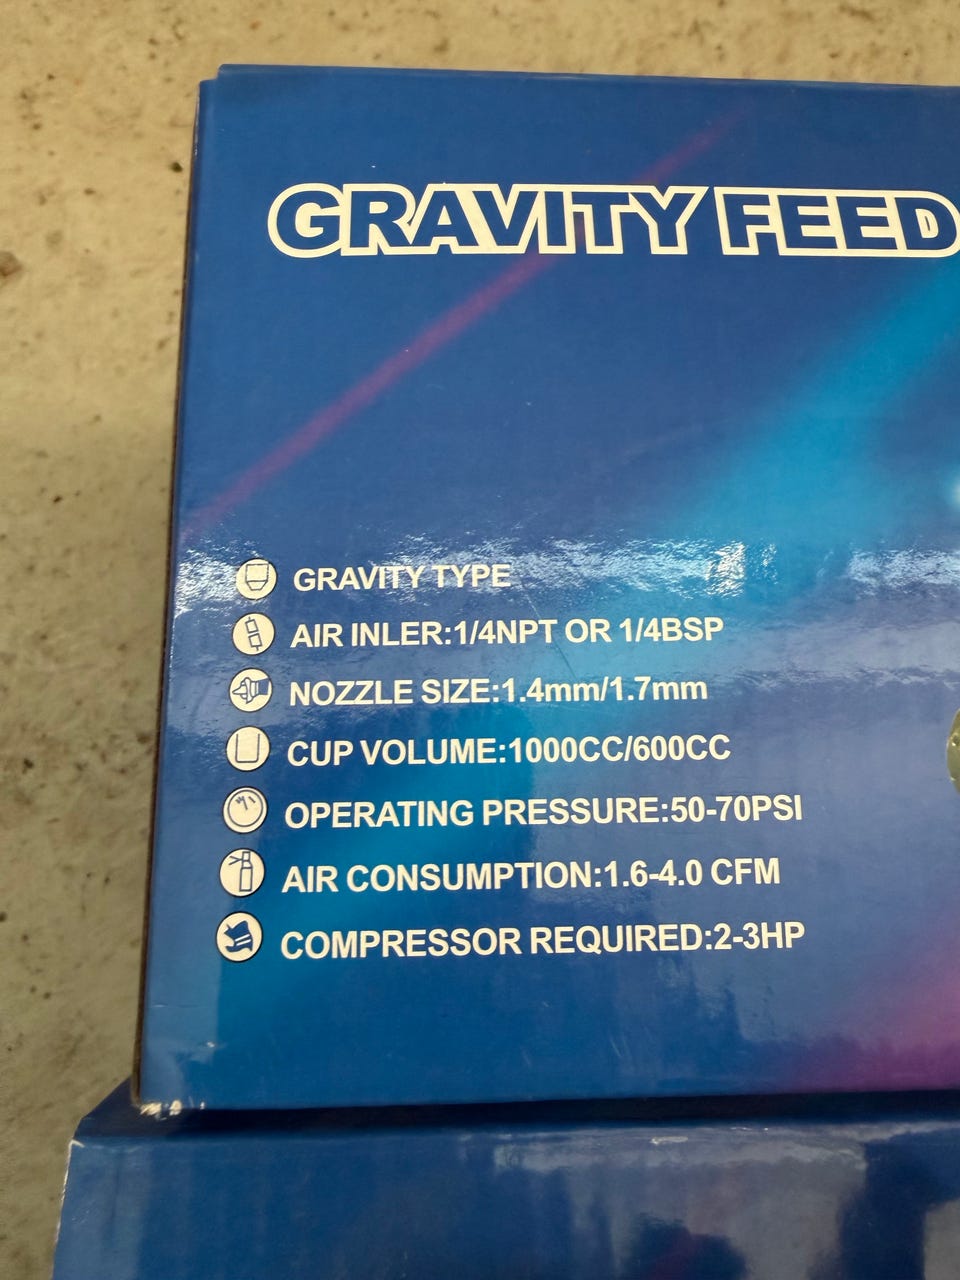 GRAVITY FEED
GRAVITY TYPE
AIR INLER:1/4NPT OR 1/4BSP
NOZZLE SIZE:1.4mm/1.7mm
CUP VOLUME:1000CC/600CC
OPERATING PRESSURE:50-70PSI
AIR CONSUMPTION:1.6-4.0 CFM
COMPRESSOR REQUIRED:2-3HP